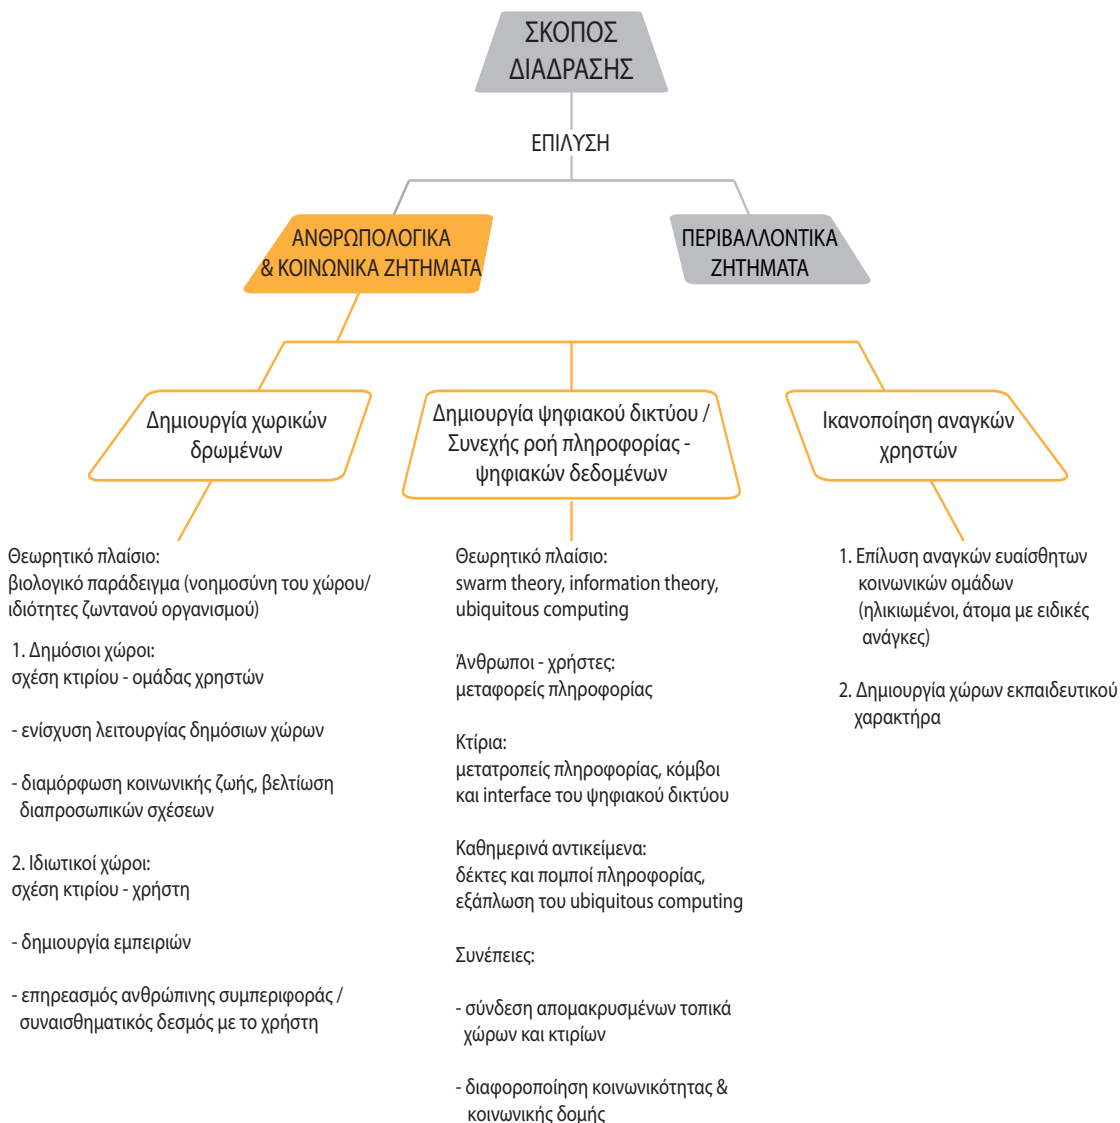 ΣΚΟΠΟΣ
ΔΙΑΔΡΑΣΗΣ
ΕΠΙΛΥΣΗ
ΑΝΘΡΩΠΟΛΟΓΙΚΑ
& ΚΟΙΝΩΝΙΚΑ ΖΗΤΗΜΑΤΑ
ΠΕΡΙΒΑΛΛΟΝΤΙΚΑ
ΖΗΤΗΜΑΤΑ
Δημιουργία χωρικών
δρωμένων
Δημιουργία ψηφιακού δικτύου /
Συνεχής ροή πληροφορίας -
ψηφιακών δεδομένων
Ικανοποίηση αναγκών
χρηστών
Θεωρητικό πλαίσιο:
βιολογικό παράδειγμα (νοημοσύνη του χώρου/
ιδιότητες ζωντανού οργανισμού)
1. Δημόσιοι χώροι:
σχέση κτιρίου - ομάδας χρηστών
- ενίσχυση λειτουργίας δημόσιων χώρων
- διαμόρφωση κοινωνικής ζωής, βελτίωση
διαπροσωπικών σχέσεων
2. Ιδιωτικοί χώροι:
σχέση κτιρίου - χρήστη
- δημιουργία εμπειριών
- επηρεασμός ανθρώπινης συμπεριφοράς /
συναισθηματικός δεσμός με το χρήστη
Θεωρητικό πλαίσιο:
swarm theory, information theory,
ubiquitous computing
Άνθρωποι - χρήστες:
μεταφορείς πληροφορίας
Κτίρια:
μετατροπείς πληροφορίας, κόμβοι
και interface του ψηφιακού δικτύου
Καθημερινά αντικείμενα:
δέκτες και πομποί πληροφορίας,
εξάπλωση του ubiquitous computing
Συνέπειες:
- σύνδεση απομακρυσμένων τοπικά
χώρων και κτιρίων
- διαφοροποίηση κοινωνικότητας &
κοινωνικής δομής
1. Επίλυση αναγκών ευαίσθητων
κοινωνικών ομάδων
(ηλικιωμένοι, άτομα με ειδικές
ανάγκες)
2. Δημιουργία χώρων εκπαιδευτικού
χαρακτήρα